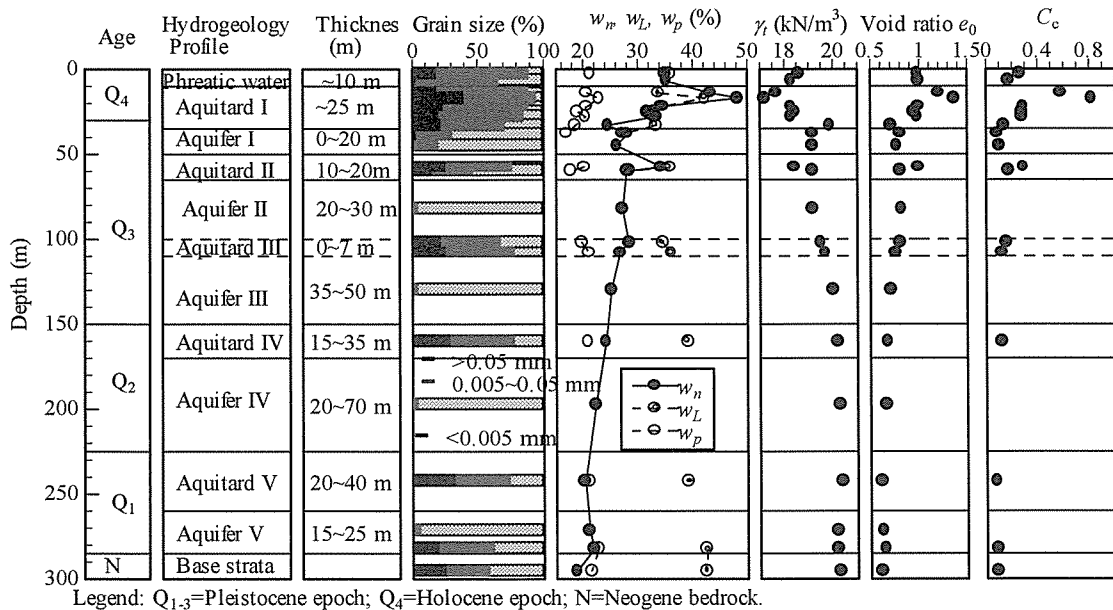 Age
Hydrogeology Profile
Thicknes (m)
Grain size (%)
0 50 100
wn, wL, wp (%)
20 30 40 50
γt (kN/m³)
18 20
Void ratio e0
0.5 1 1.5
Cc
0 0.4 0.8
Depth (m)
0
50
100
150
200
250
300
Q4
Q3
Q2
Q1
N
Phreatic water ~10 m
Aquitard I ~25 m
Aquifer I 0~20 m
Aquitard II 10~20m
Aquifer II 20~30 m
Aquitard III 0~7 m
Aquifer III 35~50 m
Aquitard IV 15~35 m
Aquifer IV 20~70 m
Aquitard V 20~40 m
Aquifer V 15~25 m
Base strata
>0.05 mm
0.005~0.05 mm
<0.005 mm
wn
wL
wp
Legend: Q1-3=Pleistocene epoch; Q4=Holocene epoch; N=Neogene bedrock.